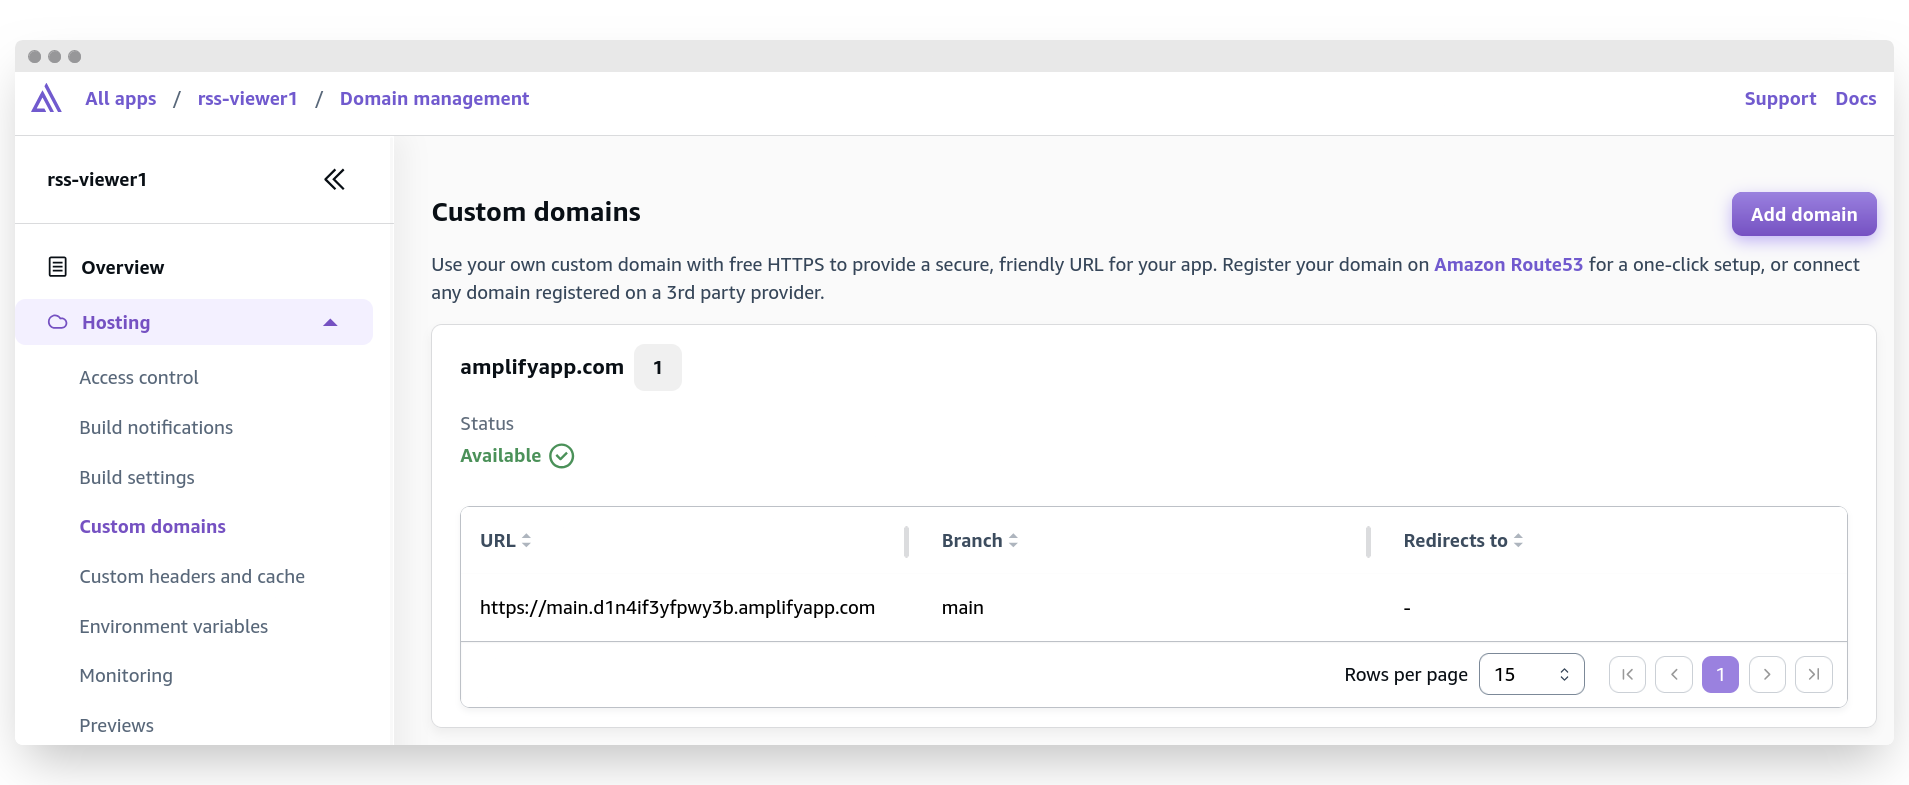 All apps / rss-viewer1 / Domain management Support Docs
rss-viewer1
Overview
Hosting
Access control
Build notifications
Build settings
Custom domains
Custom headers and cache
Environment variables
Monitoring
Previews
Custom domains
Add domain
Use your own custom domain with free HTTPS to provide a secure, friendly URL for your app. Register your domain on Amazon Route53 for a one-click setup, or connect
any domain registered on a 3rd party provider.
amplifyapp.com 1
Status
Available
URL Branch Redirects to
https://main.d1n4if3yfpwy3b.amplifyapp.com main -
Rows per page 15 1